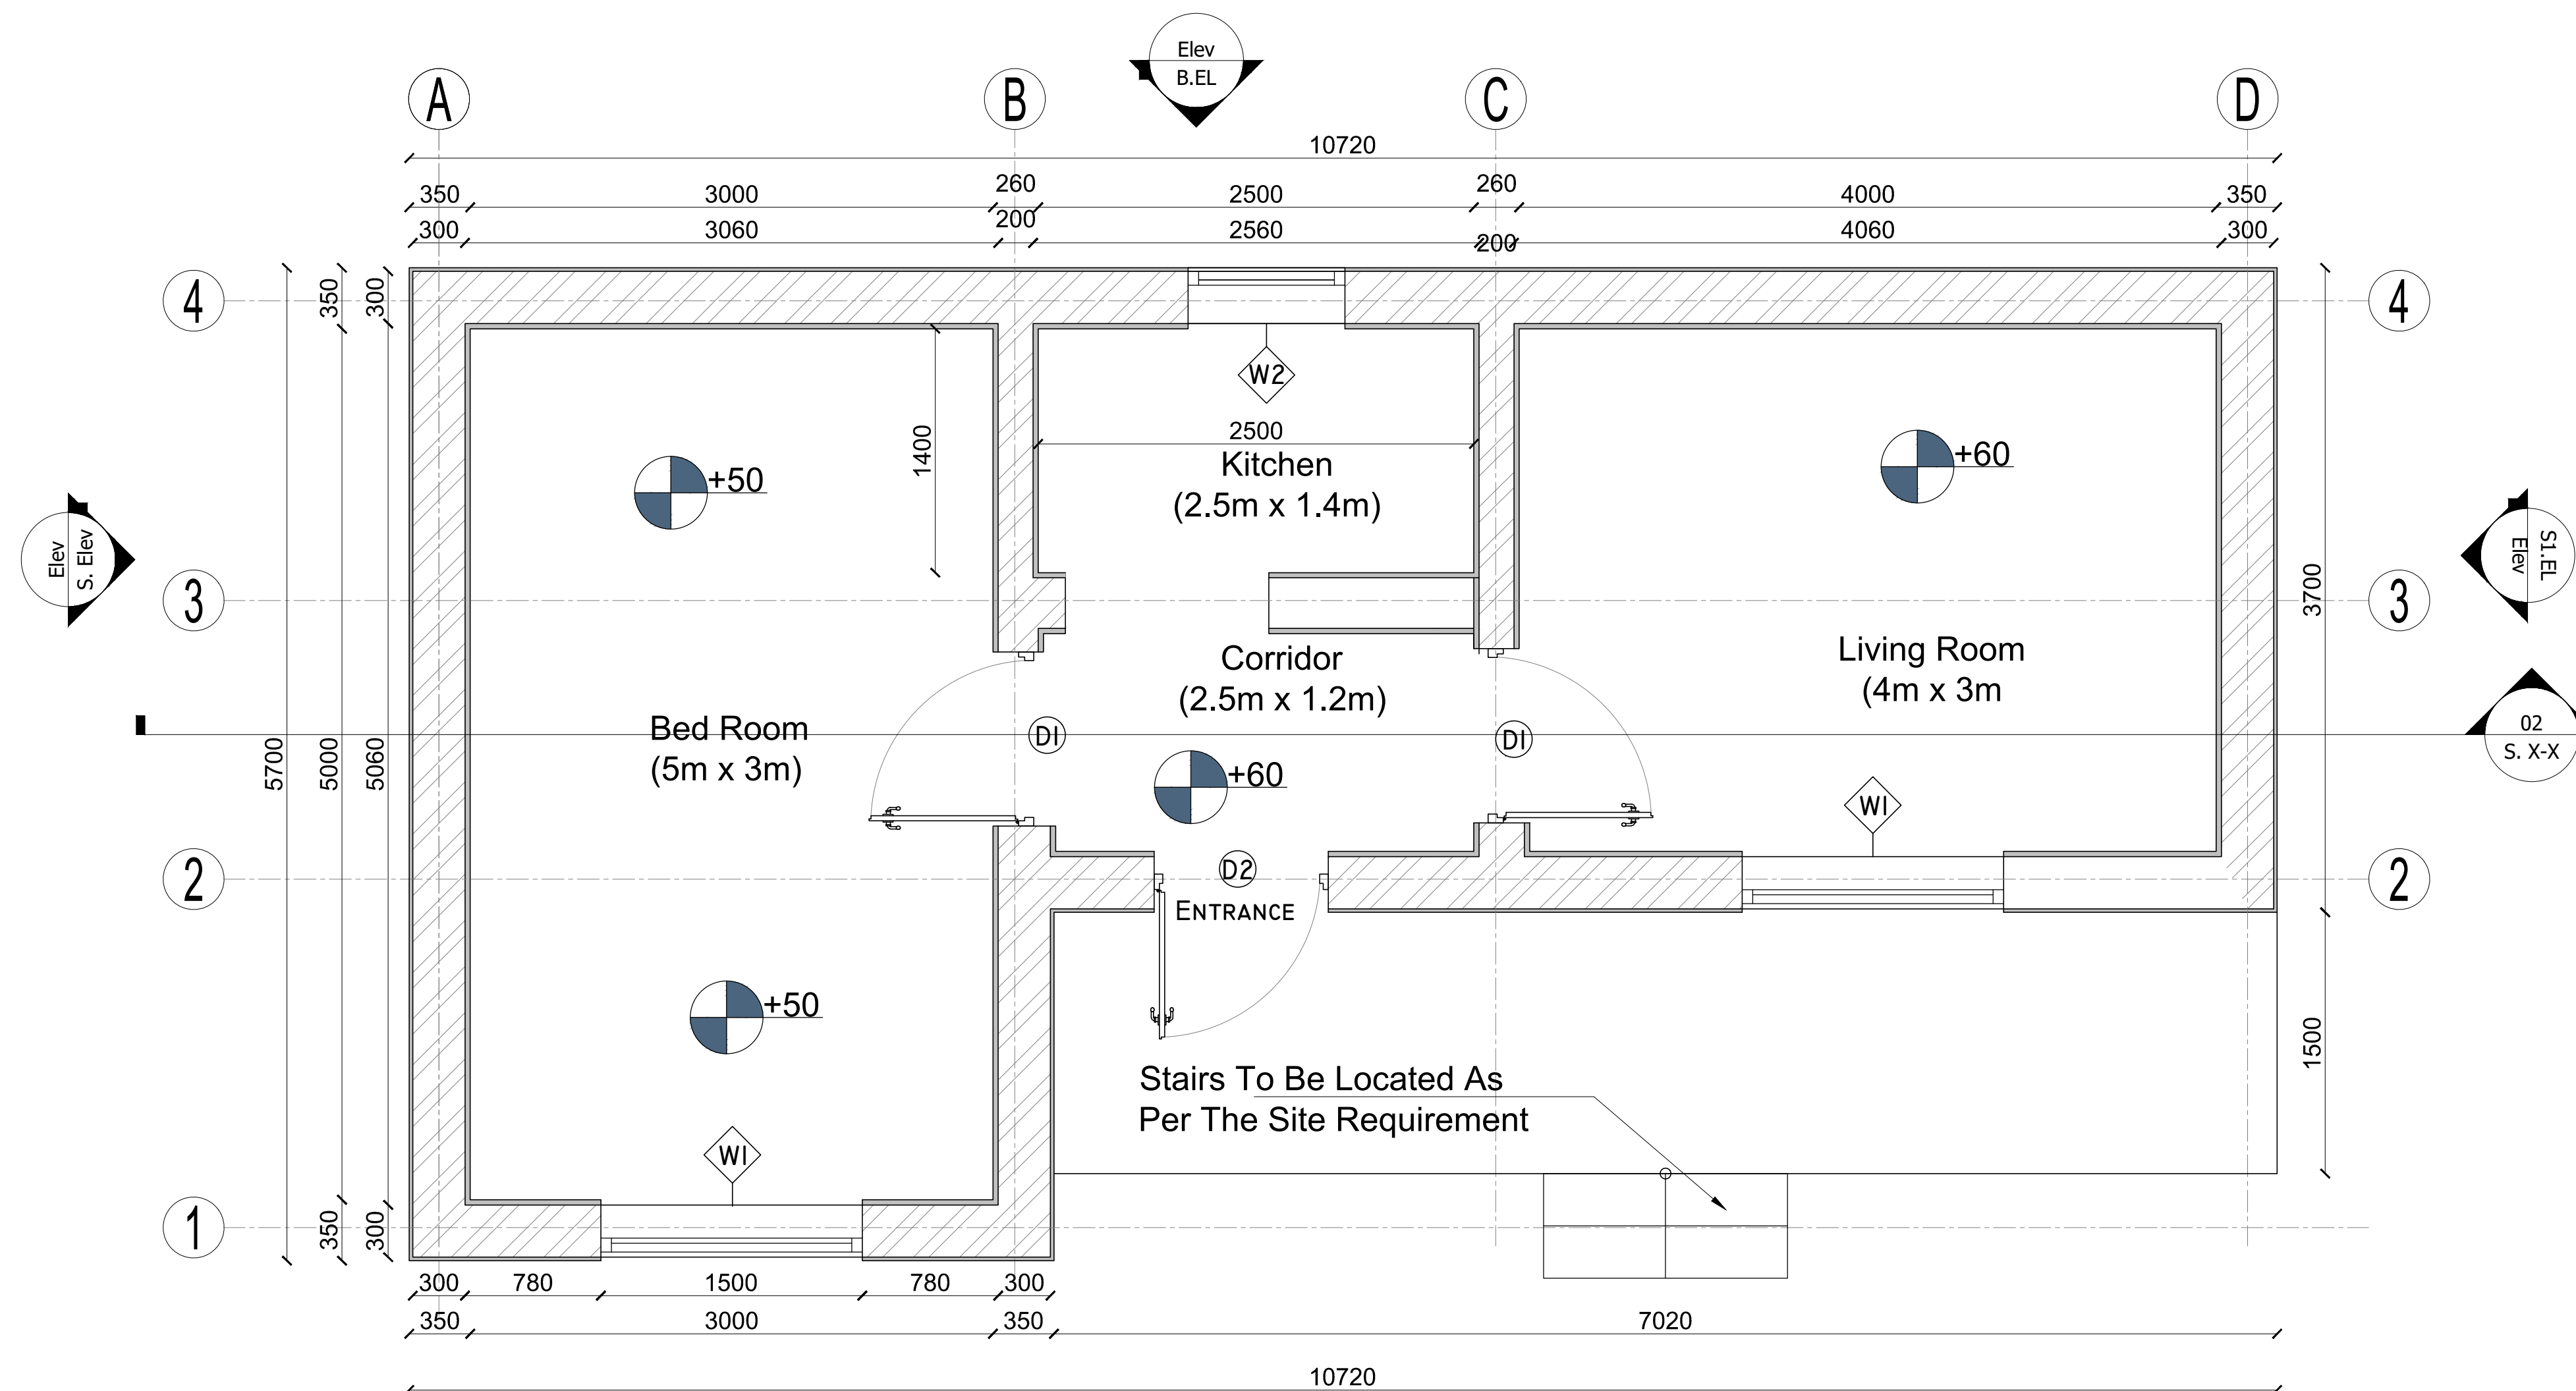 Elev
B.EL
A
B
C
D
10720
350
3000
260
2500
260
4000
350
300
3060
200
2560
200
4060
300
4
4
350
300
W2
1400
2500
Kitchen
(2.5m x 1.4m)
+50
+60
Elev
S. Elev
S1.EL
Elev
3
3
3700
Corridor
(2.5m x 1.2m)
Living Room
(4m x 3m
Bed Room
(5m x 3m)
D1
D1
02
S. X-X
5700
5000
5060
+60
W1
2
2
D2
ENTRANCE
+50
1500
Stairs To Be Located As
Per The Site Requirement
W1
1
350
300
300
780
1500
780
300
350
3000
350
7020
10720